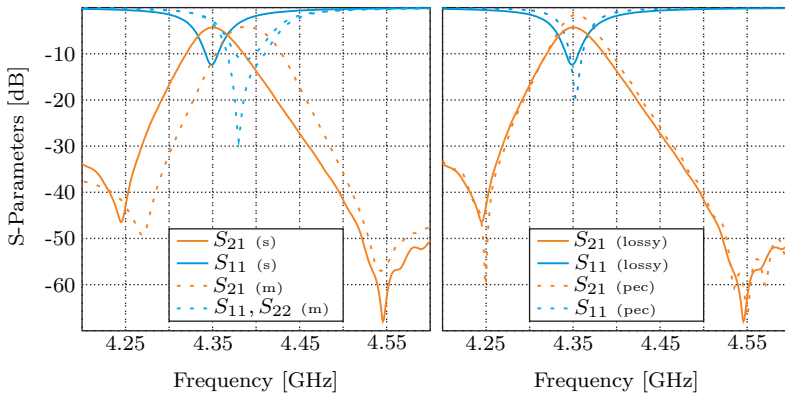 S-Parameters [dB]
-10
-20
-30
-40
-50
-60
S21 (s)
S11 (s)
S21 (m)
S11, S22 (m)
4.25
4.35
4.45
4.55
Frequency [GHz]
S21 (lossy)
S11 (lossy)
S21 (pec)
S11 (pec)
4.25
4.35
4.45
4.55
Frequency [GHz]